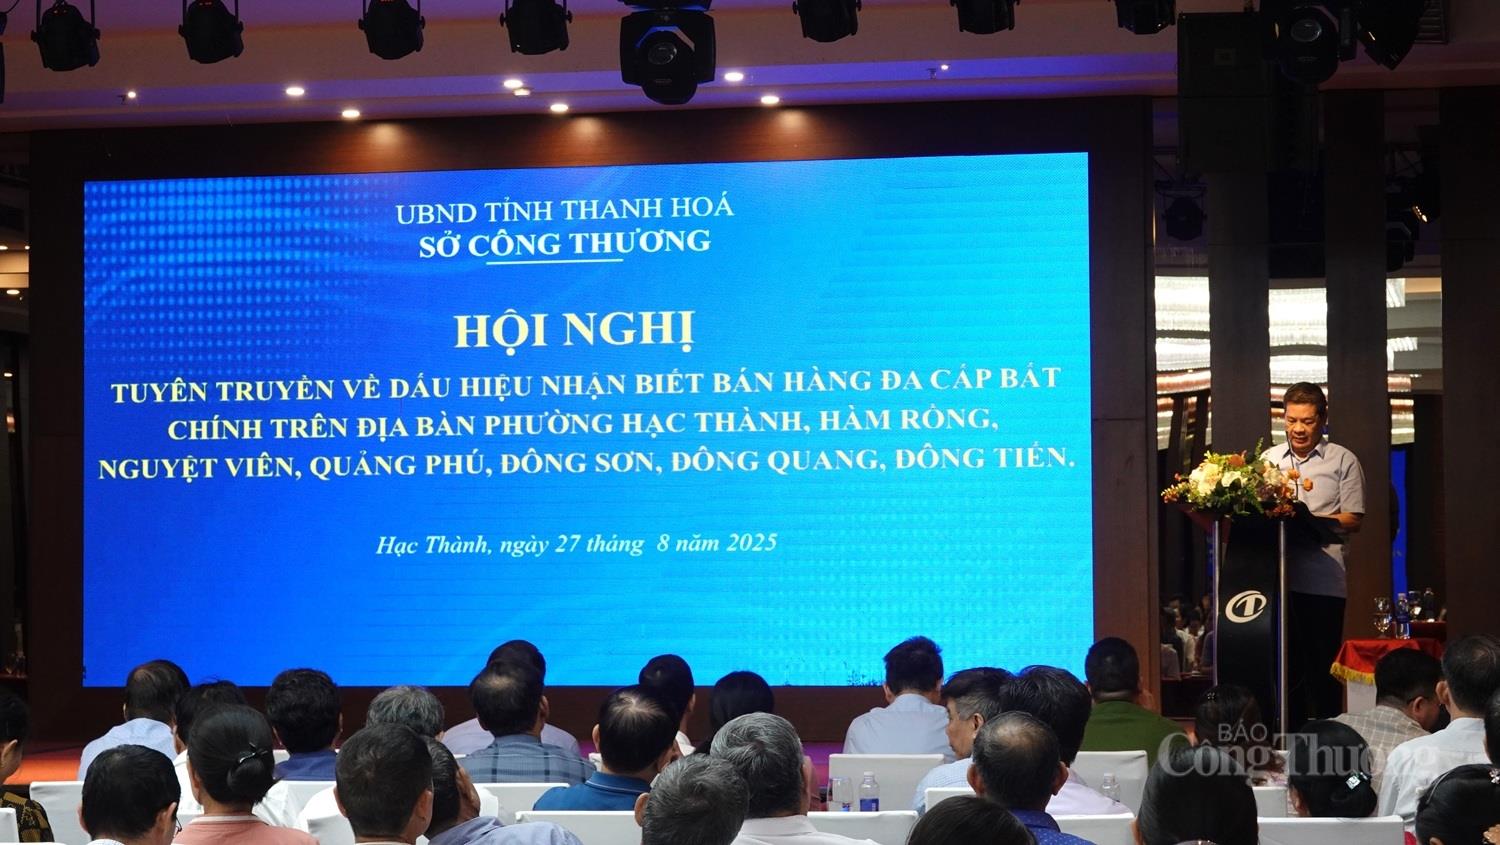 UBND TỈNH THANH HOÁ
SỞ CÔNG THƯƠNG
HỘI NGHỊ
TUYÊN TRUYỀN VỀ DẤU HIỆU NHẬN BIẾT BÁN HÀNG ĐA CẤP BẤT
CHÍNH TRÊN ĐỊA BÀN PHƯỜNG HẠC THÀNH, HÀM RỒNG,
NGUYỆT VIÊN, QUẢNG PHÚ, ĐÔNG SƠN, ĐÔNG QUANG, ĐÔNG TIẾN.
Hạc Thành, ngày 27 tháng 8 năm 2025
BÁO
Công Thương